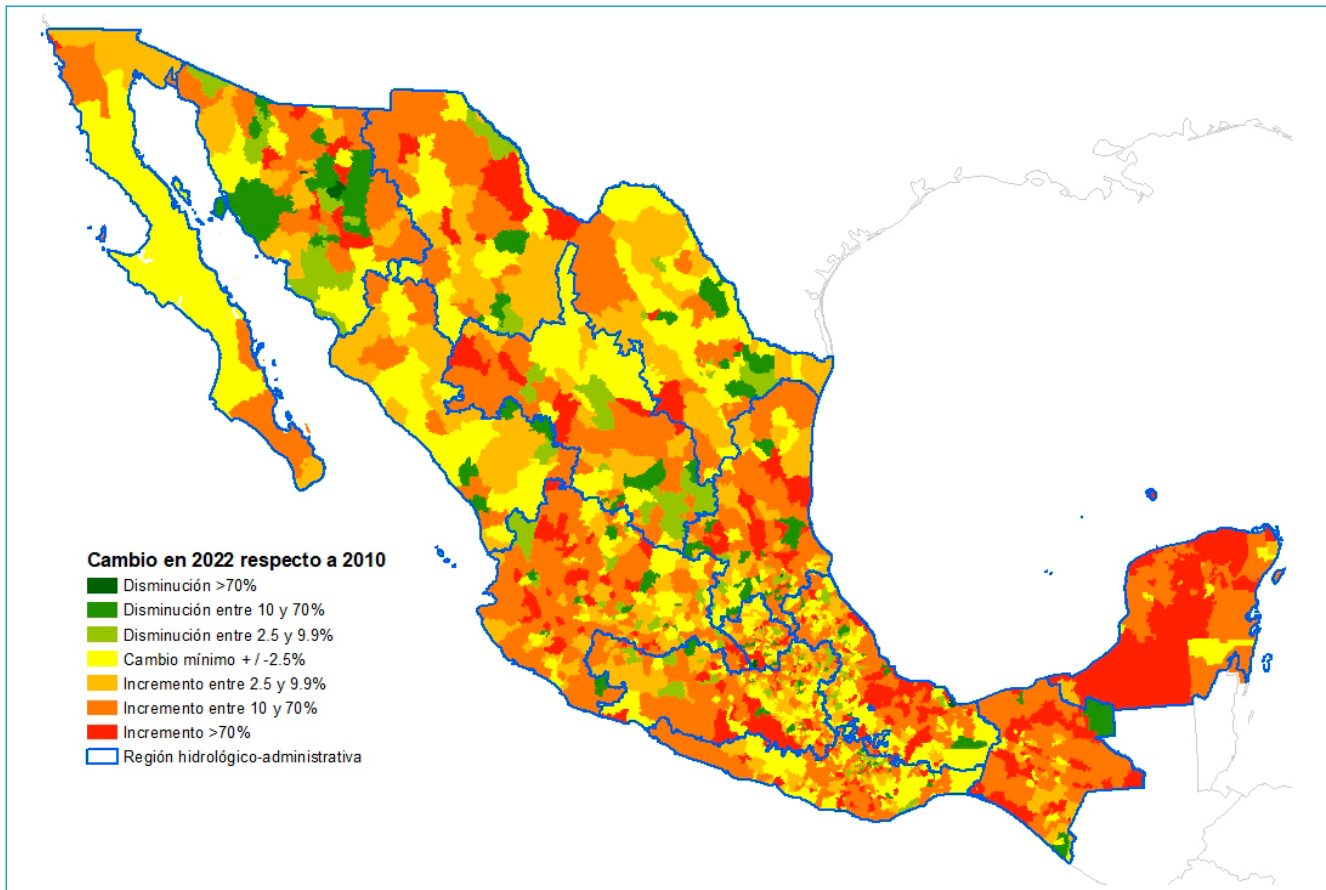 Cambio en 2022 respecto a 2010
Disminución >70%
Disminución entre 10 y 70%
Disminución entre 2.5 y 9.9%
Cambio mínimo + / -2.5%
Incremento entre 2.5 y 9.9%
Incremento entre 10 y 70%
Incremento >70%
Región hidrológico-administrativa